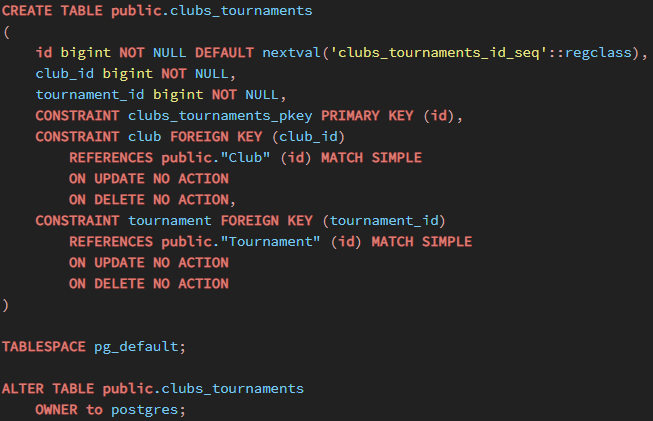 CREATE TABLE public.clubs_tournaments
(
    id bigint NOT NULL DEFAULT nextval('clubs_tournaments_id_seq'::regclass),
    club_id bigint NOT NULL,
    tournament_id bigint NOT NULL,
    CONSTRAINT clubs_tournaments_pkey PRIMARY KEY (id),
    CONSTRAINT club FOREIGN KEY (club_id)
        REFERENCES public."Club" (id) MATCH SIMPLE
        ON UPDATE NO ACTION
        ON DELETE NO ACTION,
    CONSTRAINT tournament FOREIGN KEY (tournament_id)
        REFERENCES public."Tournament" (id) MATCH SIMPLE
        ON UPDATE NO ACTION
        ON DELETE NO ACTION
)
TABLESPACE pg_default;
ALTER TABLE public.clubs_tournaments
    OWNER to postgres;